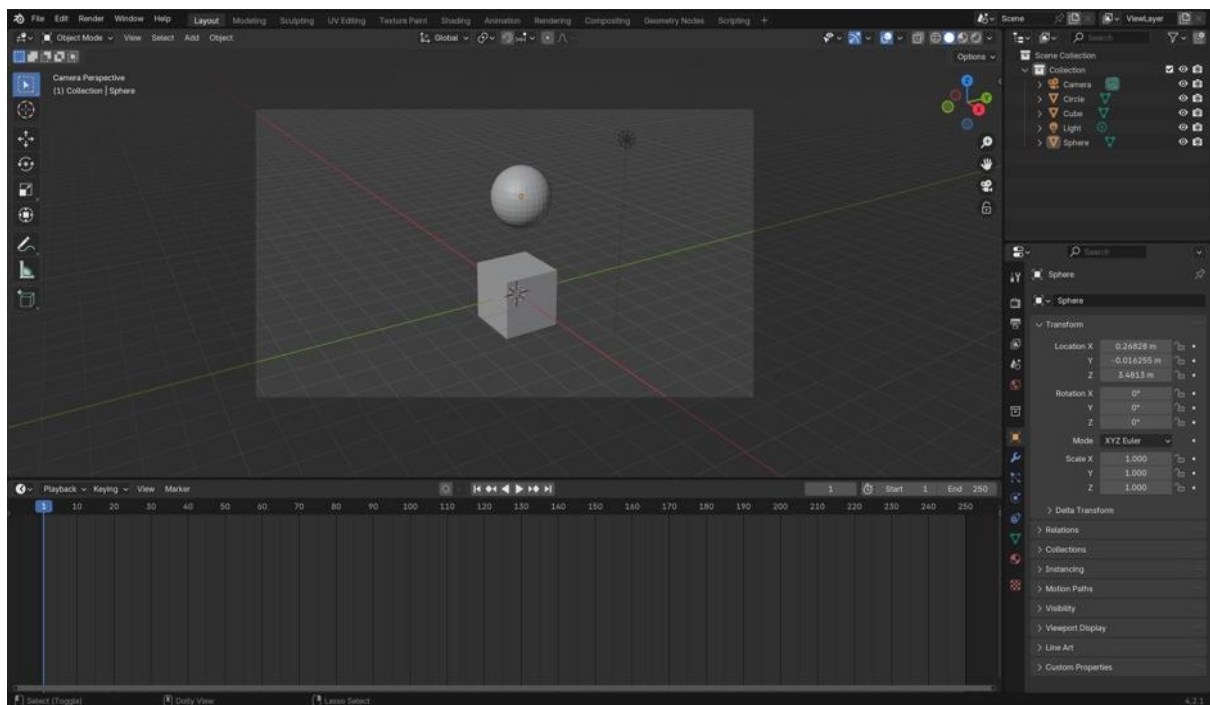 File Edit Render Window Help Layout Modeling Sculpting UV Editing Texture Paint Shading Animation Rendering Compositing Geometry Nodes Scripting + Scene ViewLayer
Object Mode View Select Add Object Global Search
Options
Camera Perspective
(1) Collection | Sphere
Z
Y
X
Scene Collection
Collection
Camera
Circle
Cube
Light
Sphere
Search
Sphere
Sphere
Transform
Location X 0.26828 m
Y -0.016255 m
Z 3.4813 m
Rotation X 0°
Y 0°
Z 0°
Mode XYZ Euler
Scale X 1.000
Y 1.000
Z 1.000
Delta Transform
Relations
Collections
Instancing
Motion Paths
Visibility
Viewport Display
Line Art
Custom Properties
Playback Keying View Marker 1 Start 1 End 250
1 10 20 30 40 50 60 70 80 90 100 110 120 130 140 150 160 170 180 190 200 210 220 230 240 250
Select (Toggle) Dolly View Lasso Select 4.2.1